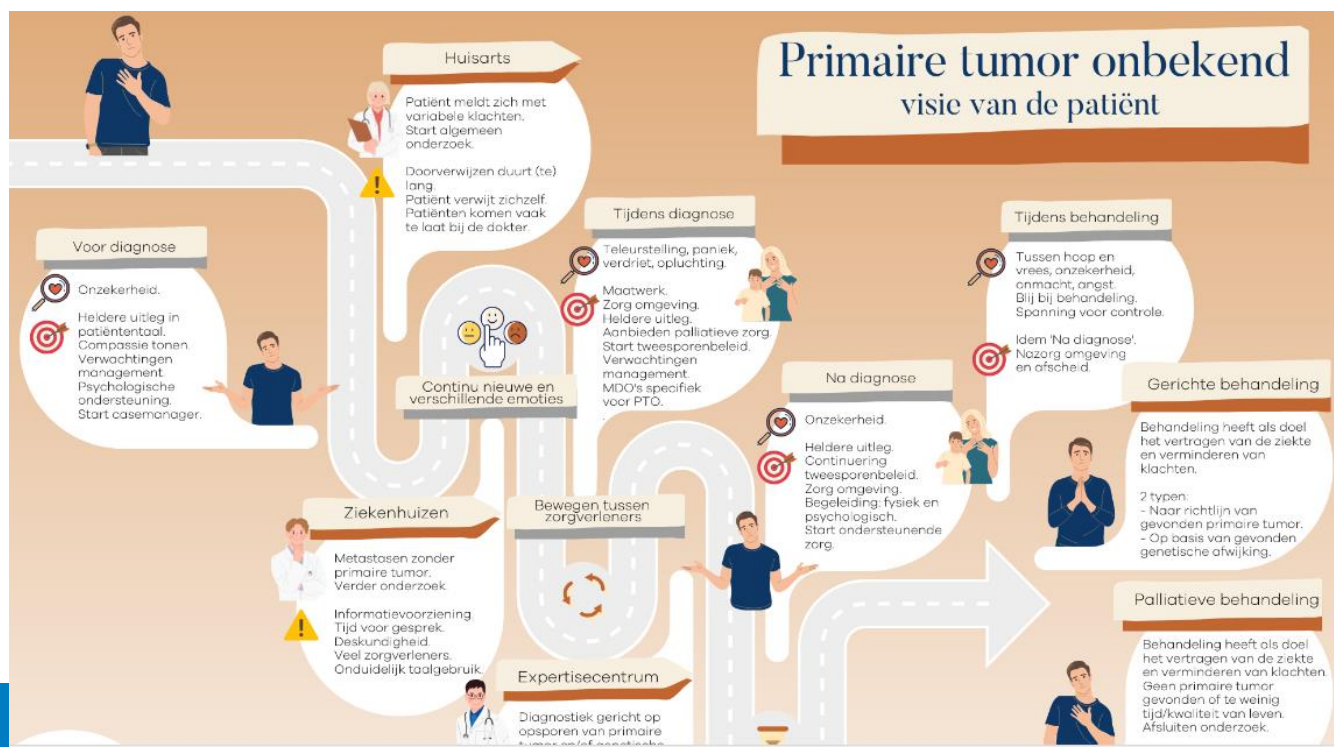 Primaire tumor onbekend
visie van de patiënt
Huisarts
Patiënt meldt zich met
variabele klachten.
Start algemeen
onderzoek.
Doorverwijzen duurt (te)
lang.
Patiënt verwijt zichzelf.
Patiënten komen vaak
te laat bij de dokter.
Voor diagnose
Onzekerheid.
Heldere uitleg in
patiëntentaal.
Compassie tonen.
Verwachtingen
management.
Psychologische
ondersteuning.
Start casemanager.
Continu nieuwe en
verschillende emoties
Tijdens diagnose
Teleurstelling, paniek,
verdriet, opluchting.
Maatwerk.
Zorg omgeving.
Heldere uitleg.
Aanbieden palliatieve zorg.
Start tweesporenbeleid.
Verwachtingen
management.
MDO's specifiek
voor PTO.
.
Ziekenhuizen
Metastasen zonder
primaire tumor.
Verder onderzoek.
Informatievoorziening.
Tijd voor gesprek.
Deskundigheid.
Veel zorgverleners.
Onduidelijk taalgebruik.
Bewegen tussen
zorgverleners
Expertisecentrum
Diagnostiek gericht op
opsporen van primaire
tumor en/of genetische
Na diagnose
Onzekerheid.
Heldere uitleg.
Continuering
tweesporenbeleid.
Zorg omgeving.
Begeleiding: fysiek en
psychologisch.
Start ondersteunende
zorg.
Tijdens behandeling
Tussen hoop en
vrees, onzekerheid,
onmacht, angst.
Blij bij behandeling.
Spanning voor controle.
Idem 'Na diagnose'.
Nazorg omgeving
en afscheid.
Gerichte behandeling
Behandeling heeft als doel
het vertragen van de ziekte
en verminderen van
klachten.
2 typen:
- Naar richtlijn van
gevonden primaire tumor.
- Op basis van gevonden
genetische afwijking.
Palliatieve behandeling
Behandeling heeft als doel
het vertragen van de ziekte
en verminderen van klachten.
Geen primaire tumor
gevonden of te weinig
tijd/kwaliteit van leven.
Afsluiten onderzoek.